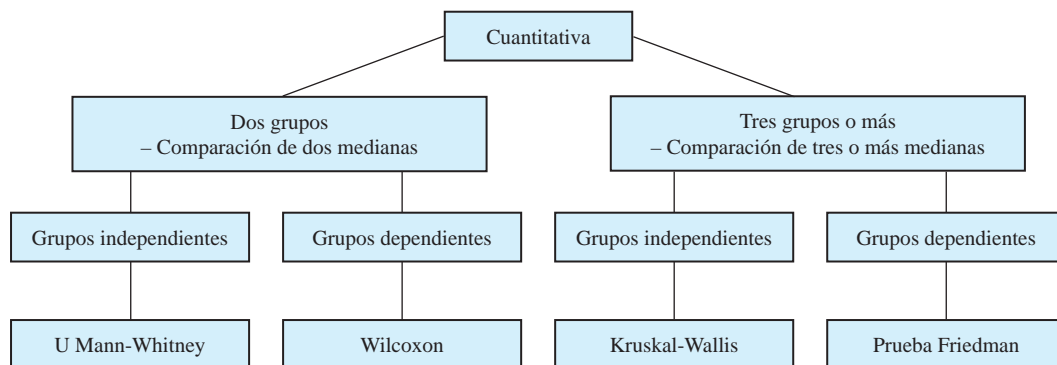 Cuantitativa
Dos grupos
– Comparación de dos medianas
Tres grupos o más
– Comparación de tres o más medianas
Grupos independientes
Grupos dependientes
Grupos independientes
Grupos dependientes
U Mann-Whitney
Wilcoxon
Kruskal-Wallis
Prueba Friedman